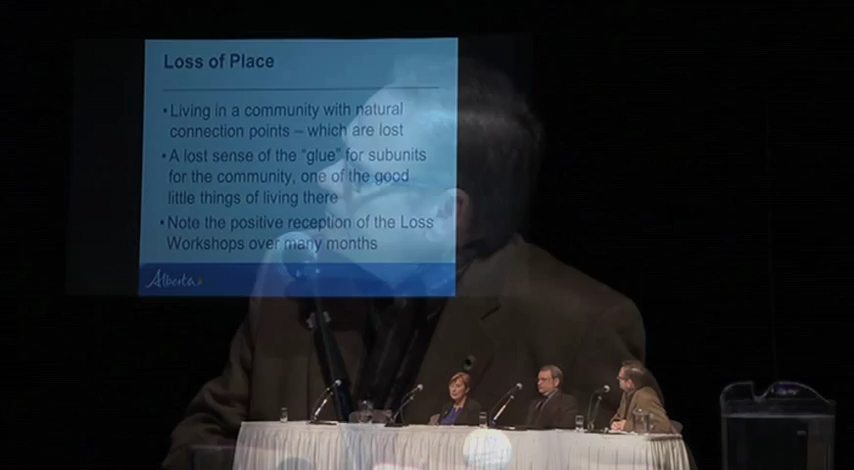 Loss of Place
• Living in a community with natural
connection points – which are lost
• A lost sense of the "glue" for subunits
for the community, one of the good
little things of living there
• Note the positive reception of the Loss
Workshops over many months
Alberta